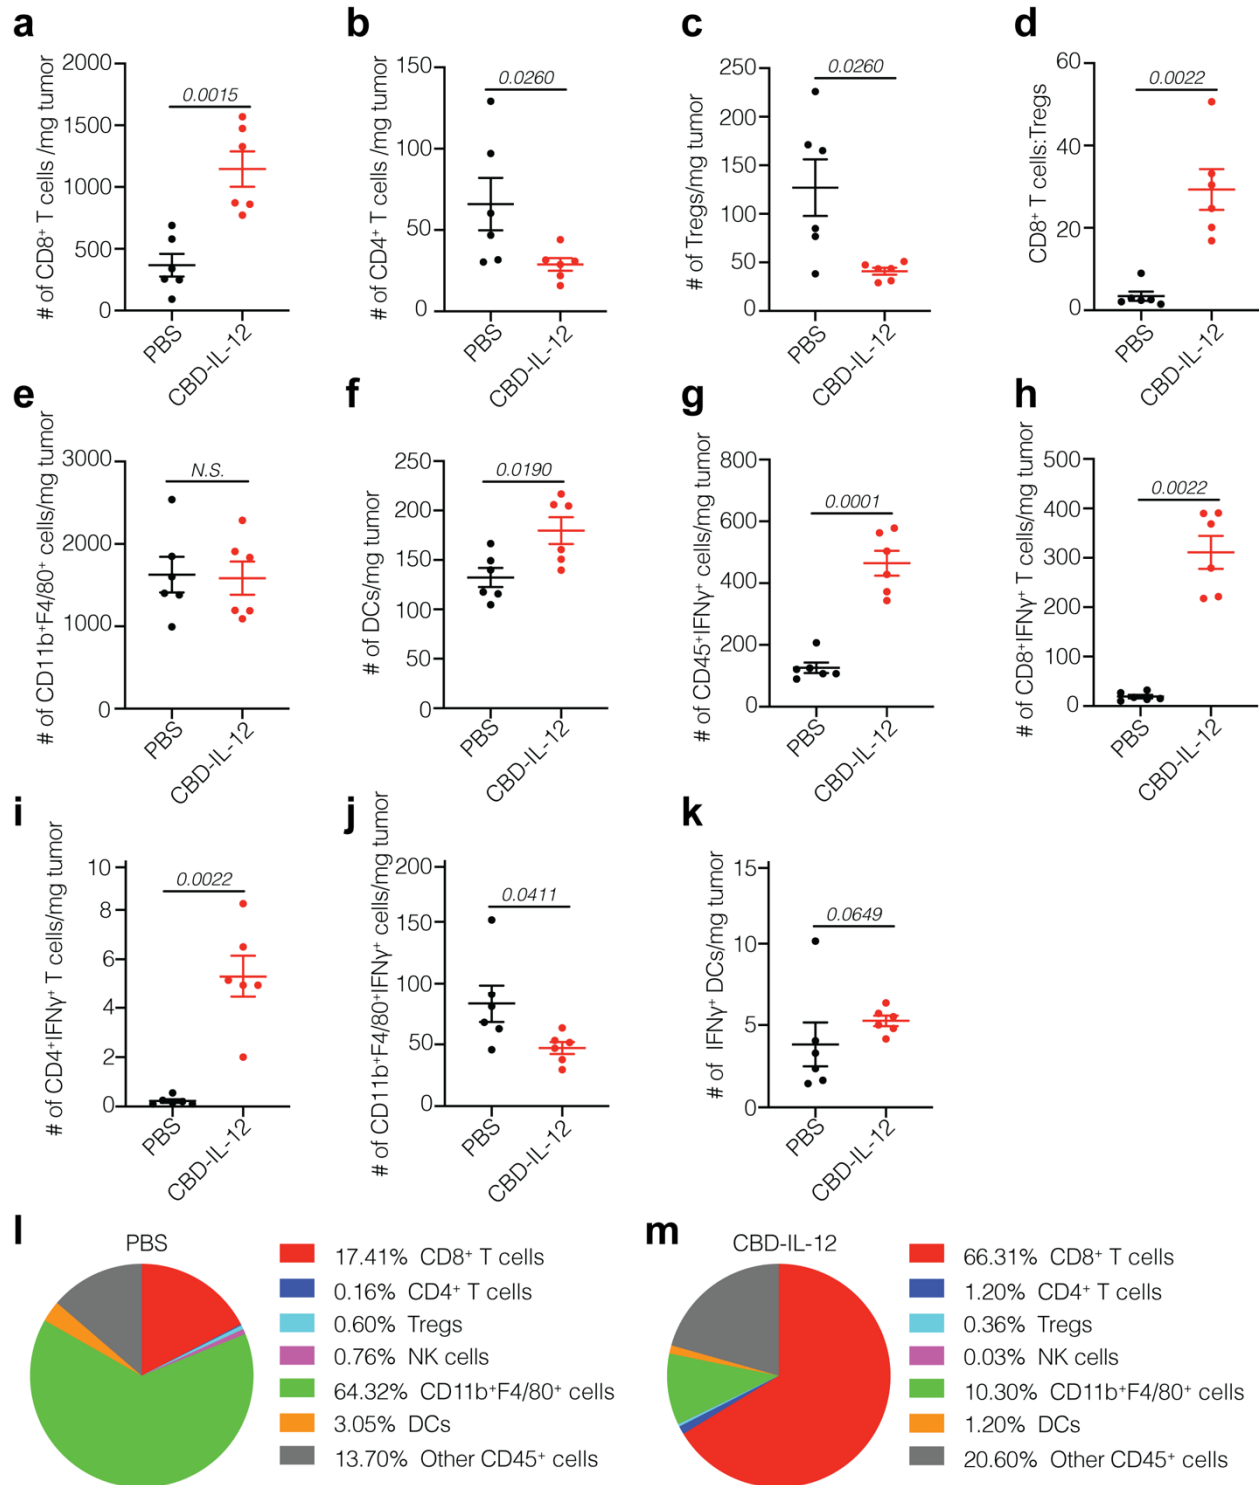 a
# of CD8⁺ T cells /mg tumor
2000
1500
1000
500
0
0.0015
PBS
CBD-IL-12
b
# of CD4⁺ T cells /mg tumor
150
100
50
0
0.0260
PBS
CBD-IL-12
c
# of Tregs/mg tumor
250
200
150
100
50
0
0.0260
PBS
CBD-IL-12
d
CD8⁺ T cells:Tregs
60
40
20
0
0.0022
PBS
CBD-IL-12
e
# of CD11b⁺F4/80⁺ cells/mg tumor
3000
2000
1000
0
N.S.
PBS
CBD-IL-12
f
# of DCs/mg tumor
250
200
150
100
50
0
0.0190
PBS
CBD-IL-12
g
# of CD45⁺IFNγ⁺ cells/mg tumor
800
600
400
200
0
0.0001
PBS
CBD-IL-12
h
# of CD8⁺IFNγ⁺ T cells/mg tumor
500
400
300
200
100
0
0.0022
PBS
CBD-IL-12
i
# of CD4⁺IFNγ⁺ T cells/mg tumor
10
8
6
4
2
0
0.0022
PBS
CBD-IL-12
j
# of CD11b⁺F4/80⁺IFNγ⁺ cells/mg tumor
200
150
100
50
0
0.0411
PBS
CBD-IL-12
k
# of IFNγ⁺ DCs/mg tumor
15
10
5
0
0.0649
PBS
CBD-IL-12
l
PBS
17.41% CD8⁺ T cells
0.16% CD4⁺ T cells
0.60% Tregs
0.76% NK cells
64.32% CD11b⁺F4/80⁺ cells
3.05% DCs
13.70% Other CD45⁺ cells
m
CBD-IL-12
66.31% CD8⁺ T cells
1.20% CD4⁺ T cells
0.36% Tregs
0.03% NK cells
10.30% CD11b⁺F4/80⁺ cells
1.20% DCs
20.60% Other CD45⁺ cells